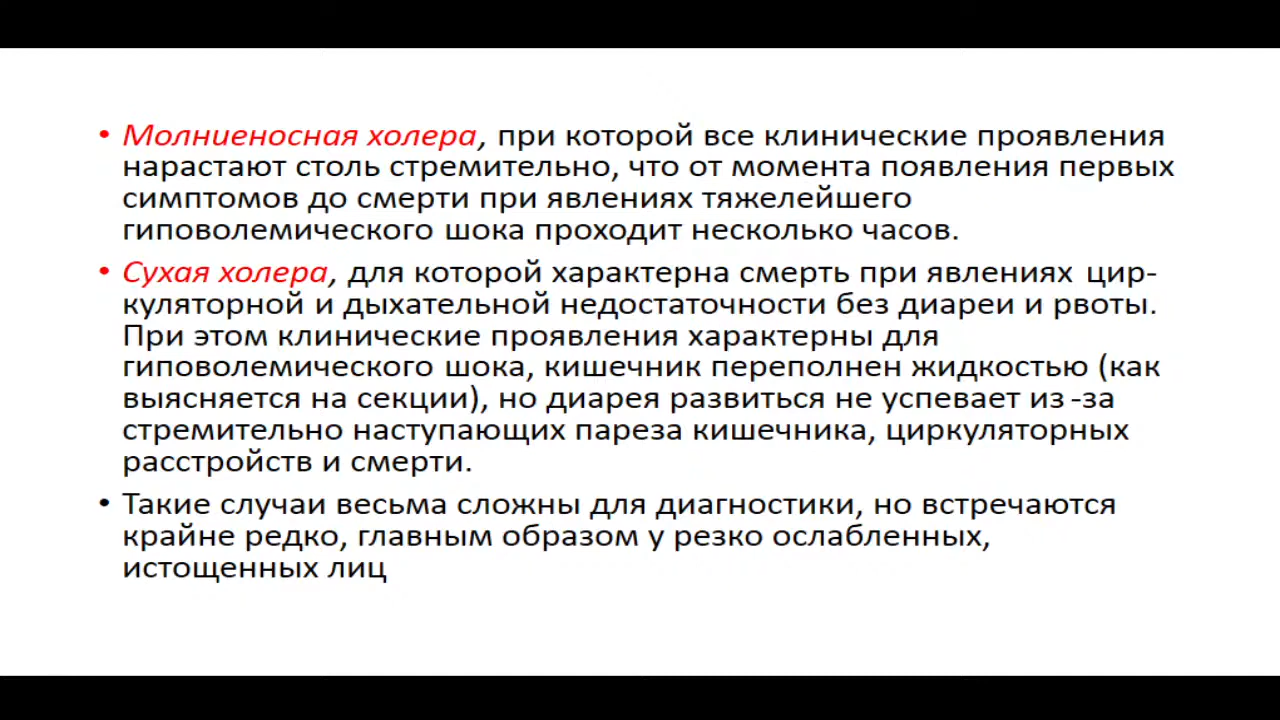 • Молниеносная холера, при которой все клинические проявления
нарастают столь стремительно, что от момента появления первых
симптомов до смерти при явлениях тяжелейшего
гиповолемического шока проходит несколько часов.
• Сухая холера, для которой характерна смерть при явлениях цир-
куляторной и дыхательной недостаточности без диареи и рвоты.
При этом клинические проявления характерны для
гиповолемического шока, кишечник переполнен жидкостью (как
выясняется на секции), но диарея развиться не успевает из-за
стремительно наступающих пареза кишечника, циркуляторных
расстройств и смерти.
• Такие случаи весьма сложны для диагностики, но встречаются
крайне редко, главным образом у резко ослабленных,
истощенных лиц